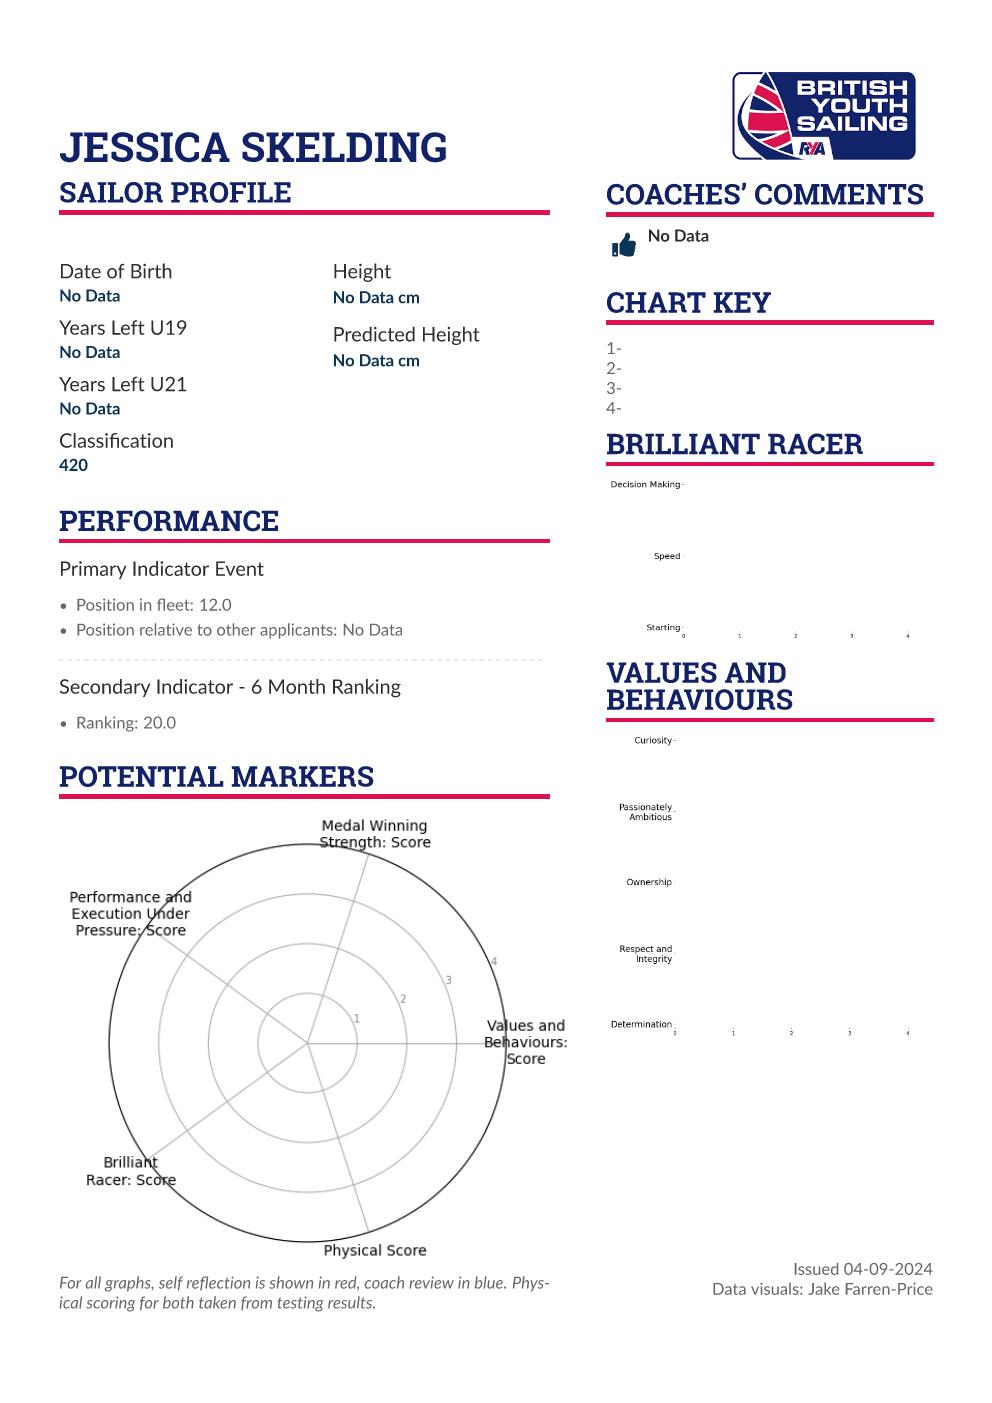 BRITISH
YOUTH
SAILING
RYA
JESSICA SKELDING
SAILOR PROFILE
Date of Birth
No Data
Years Left U19
No Data
Years Left U21
No Data
Classification
420
Height
No Data cm
Predicted Height
No Data cm
PERFORMANCE
Primary Indicator Event
• Position in fleet: 12.0
• Position relative to other applicants: No Data
Secondary Indicator - 6 Month Ranking
• Ranking: 20.0
POTENTIAL MARKERS
Medal Winning
Strength: Score
Performance and
Execution Under
Pressure: Score
4
3
2
1
Values and
Behaviours:
Score
Brilliant
Racer: Score
Physical Score
For all graphs, self reflection is shown in red, coach review in blue. Phys-
ical scoring for both taken from testing results.
COACHES’ COMMENTS
No Data
CHART KEY
1-
2-
3-
4-
BRILLIANT RACER
Decision Making
Speed
Starting
0 1 2 3 4
VALUES AND
BEHAVIOURS
Curiosity
Passionately
Ambitious
Ownership
Respect and
Integrity
Determination
0 1 2 3 4
Issued 04-09-2024
Data visuals: Jake Farren-Price